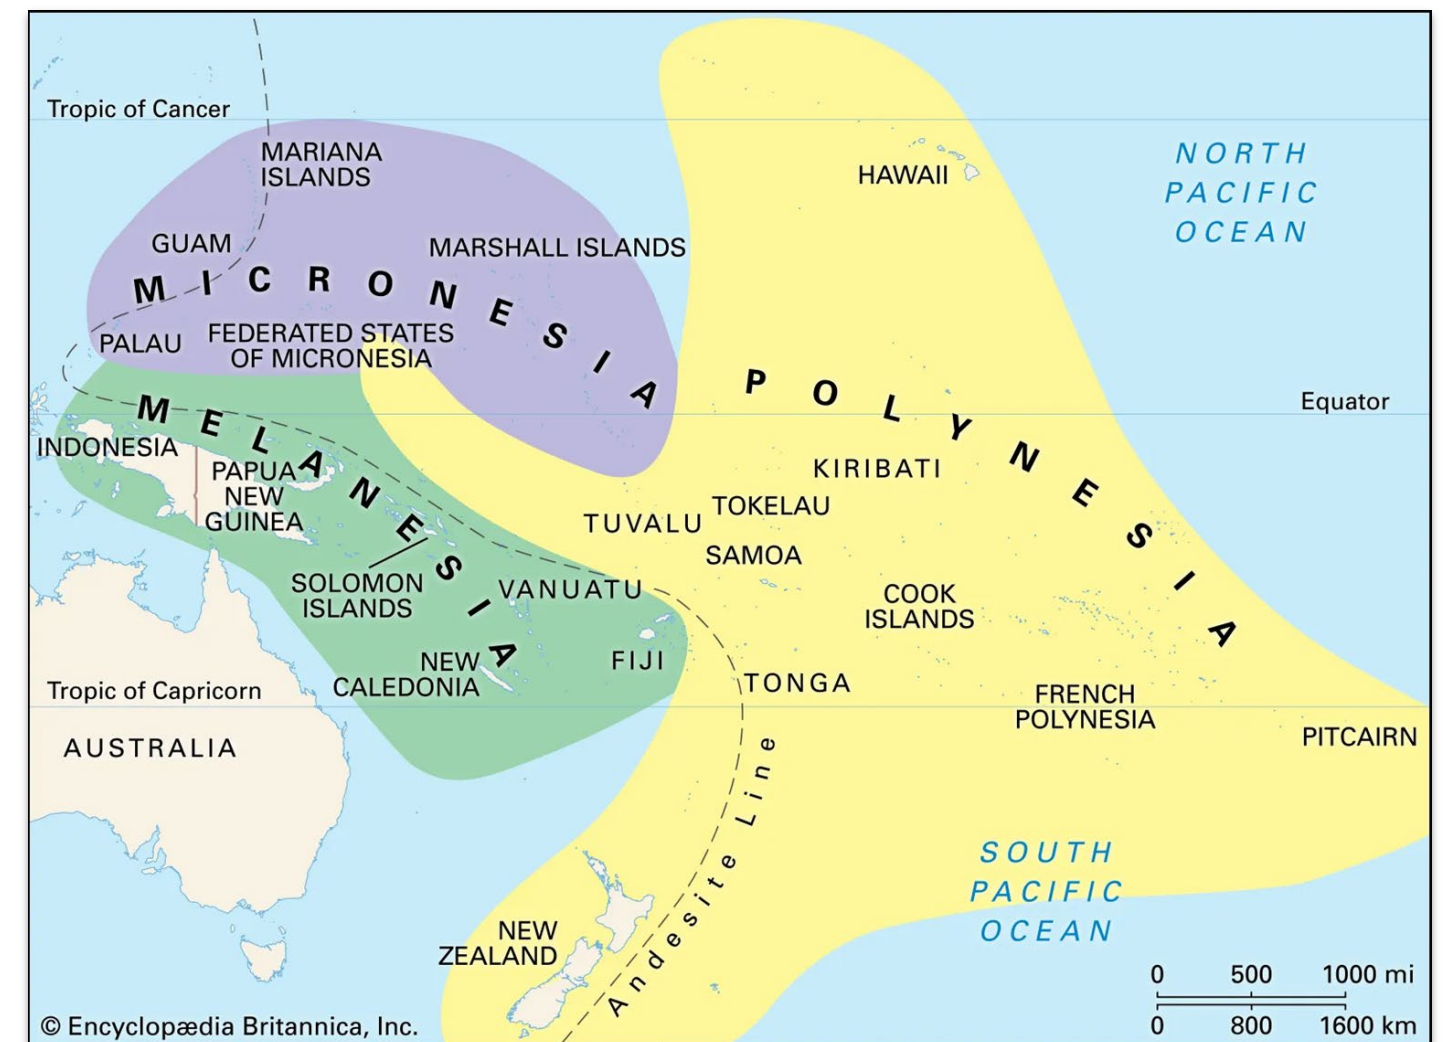 Tropic of Cancer
MARIANA
ISLANDS
HAWAII
NORTH
PACIFIC
OCEAN
GUAM
MARSHALL ISLANDS
MICRONESIA
PALAU
FEDERATED STATES
OF MICRONESIA
POLYNESIA
Equator
MELANESIA
INDONESIA
PAPUA
NEW
GUINEA
KIRIBATI
TOKELAU
TUVALU
SAMOA
SOLOMON
ISLANDS
VANUATU
COOK
ISLANDS
NEW
CALEDONIA
FIJI
TONGA
Tropic of Capricorn
FRENCH
POLYNESIA
PITCAIRN
AUSTRALIA
Andesite Line
SOUTH
PACIFIC
OCEAN
NEW
ZEALAND
0 500 1000 mi
0 800 1600 km
© Encyclopædia Britannica, Inc.